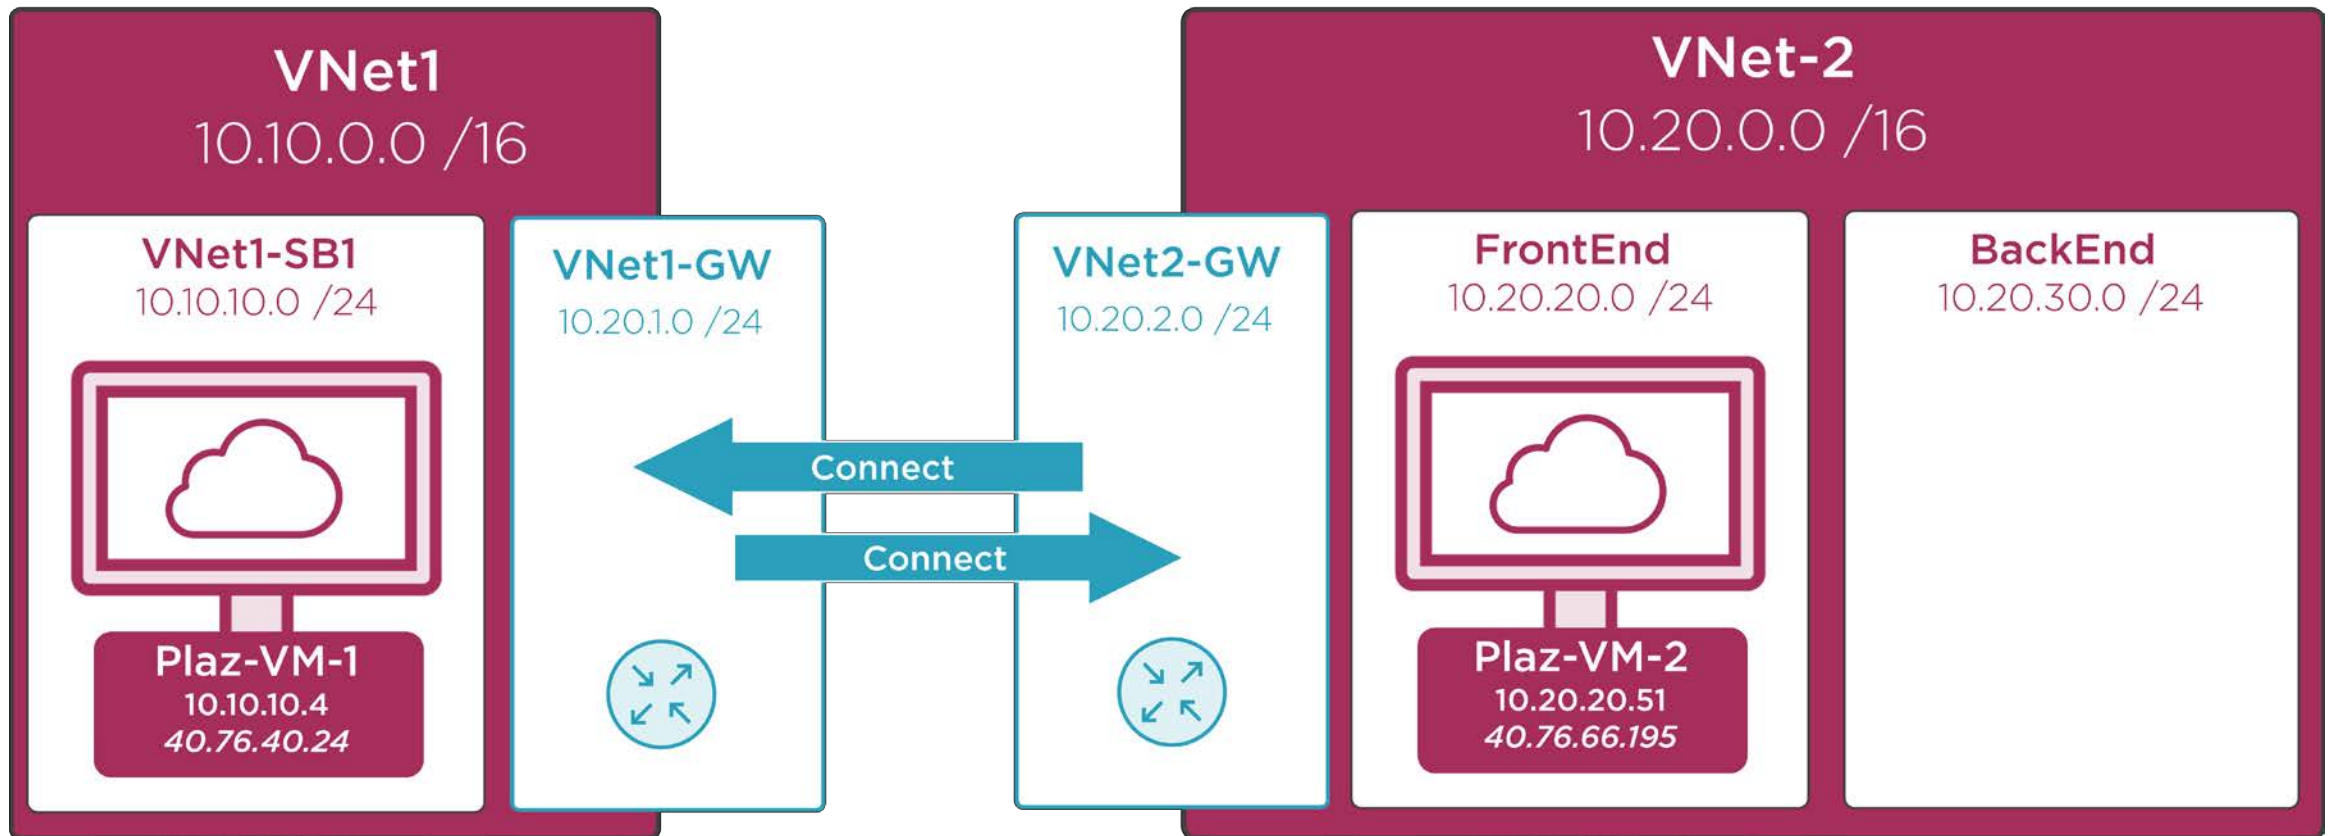 VNet1
10.10.0.0 /16
VNet1-SB1
10.10.10.0 /24
Plaz-VM-1
10.10.10.4
40.76.40.24
VNet1-GW
10.20.1.0 /24
Connect
Connect
VNet-2
10.20.0.0 /16
VNet2-GW
10.20.2.0 /24
FrontEnd
10.20.20.0 /24
Plaz-VM-2
10.20.20.51
40.76.66.195
BackEnd
10.20.30.0 /24